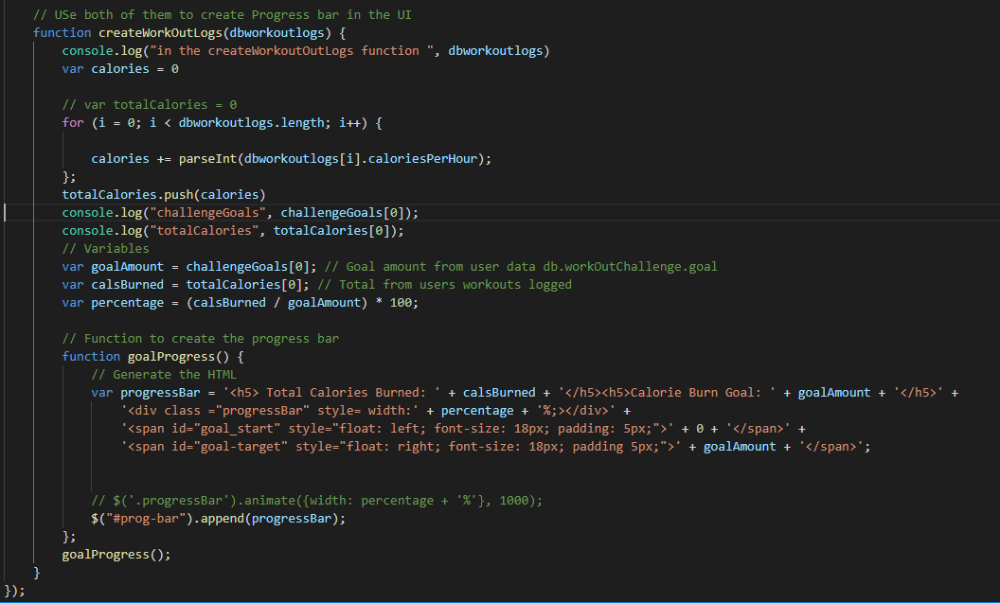 // USe both of them to create Progress bar in the UI
function createWorkOutLogs(dbworkoutlogs) {
console.log("in the createWorkoutOutLogs function ", dbworkoutlogs)
var calories = 0
// var totalCalories = 0
for (i = 0; i < dbworkoutlogs.length; i++) {
calories += parseInt(dbworkoutlogs[i].caloriesPerHour);
};
totalCalories.push(calories)
console.log("challengeGoals", challengeGoals[0]);
console.log("totalCalories", totalCalories[0]);
// Variables
var goalAmount = challengeGoals[0]; // Goal amount from user data db.workOutChallenge.goal
var calsBurned = totalCalories[0]; // Total from users workouts logged
var percentage = (calsBurned / goalAmount) * 100;
// Function to create the progress bar
function goalProgress() {
// Generate the HTML
var progressBar = '<h5> Total Calories Burned: ' + calsBurned + '</h5><h5>Calorie Burn Goal: ' + goalAmount + '</h5>' +
'<div class ="progressBar" style= width:' + percentage + '%;></div>' +
'<span id="goal_start" style="float: left; font-size: 18px; padding: 5px;">' + 0 + '</span>' +
'<span id="goal-target" style="float: right; font-size: 18px; padding 5px;">' + goalAmount + '</span>';
// $('.progressBar').animate({width: percentage + '%'}, 1000);
$("#prog-bar").append(progressBar);
};
goalProgress();
}
});